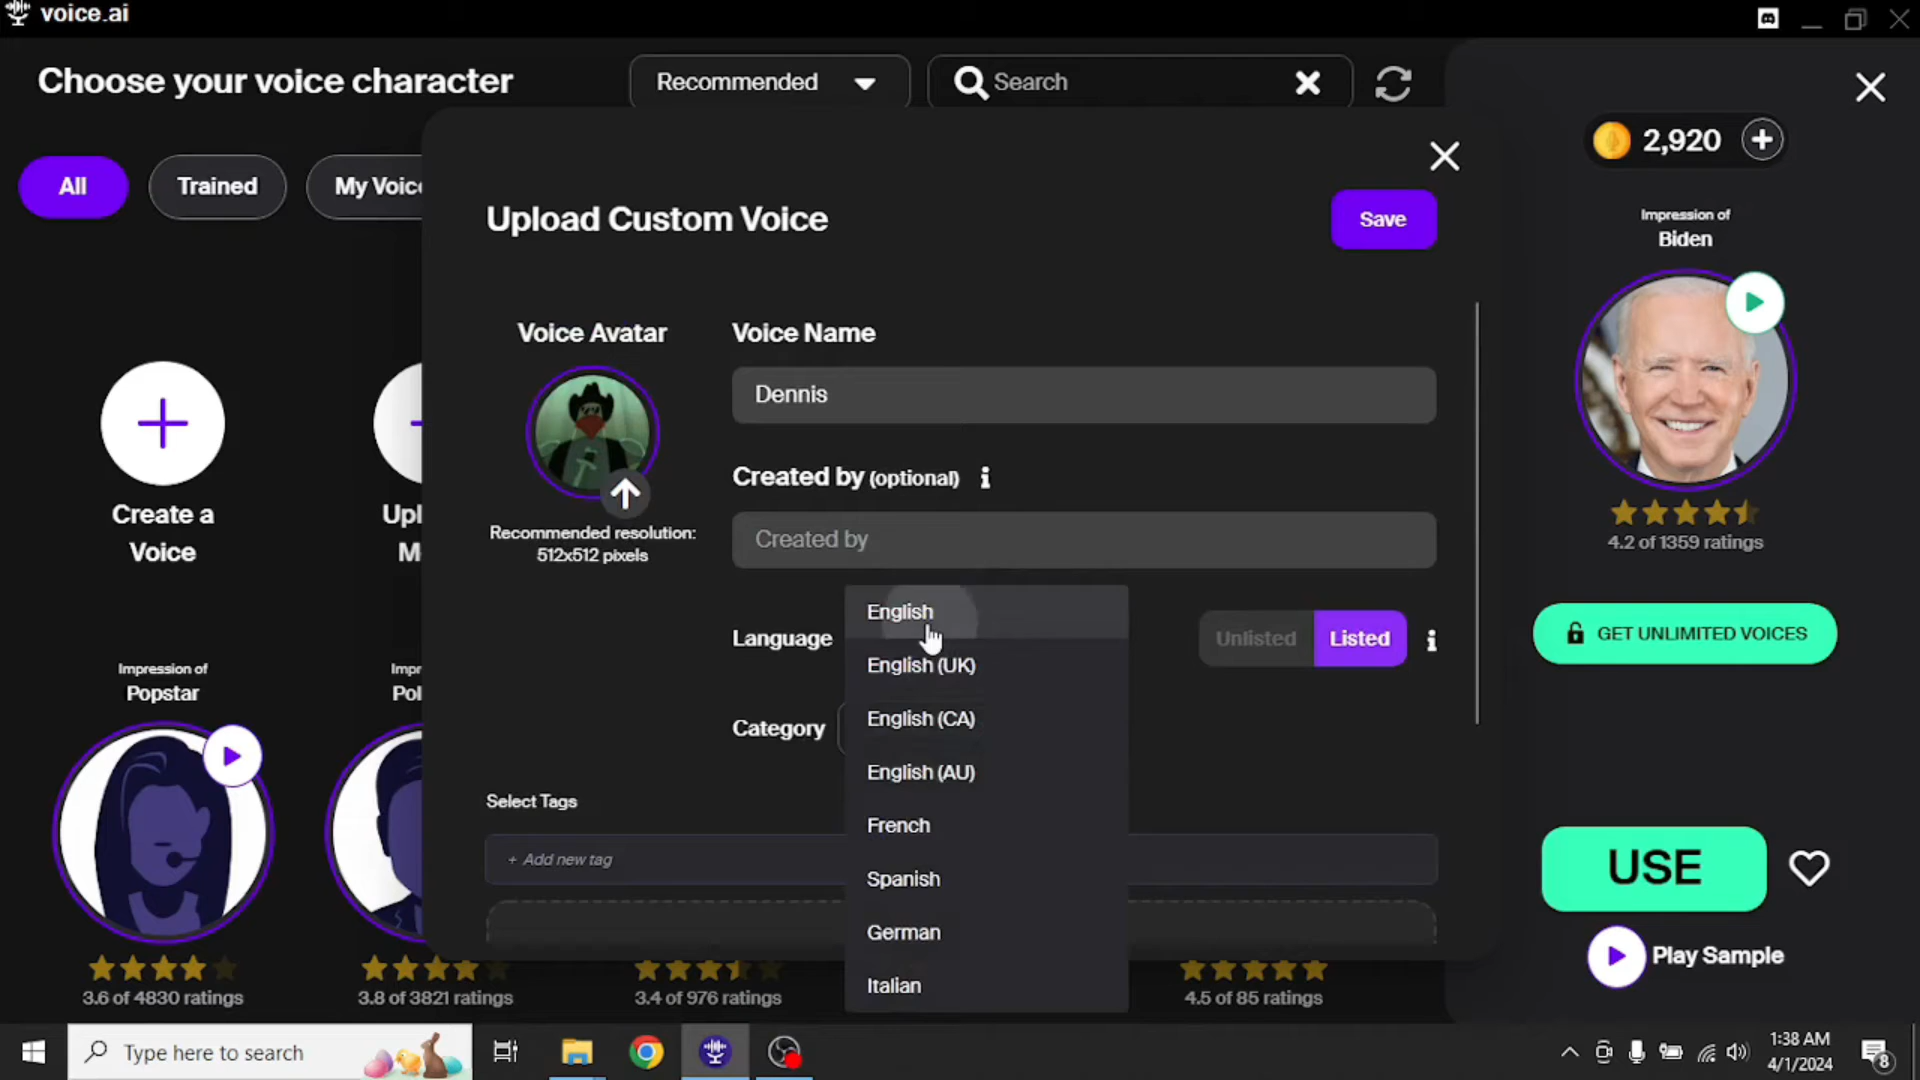 voice.ai
Choose your voice character
Recommended
Search
2,920
All
Trained
My Voic
Upload Custom Voice
Save
Impression of
Biden
Voice Avatar
Voice Name
Dennis
Created by (optional)
Created by
Recommended resolution:
512x512 pixels
Create a
Voice
Upl
M
4.2 of 1359 ratings
Language
English
English (UK)
English (CA)
English (AU)
French
Spanish
German
Italian
Unlisted
Listed
GET UNLIMITED VOICES
Category
Select Tags
+ Add new tag
Impression of
Popstar
Impr
Pol
USE
Play Sample
3.6 of 4830 ratings
3.8 of 3821 ratings
3.4 of 976 ratings
4.5 of 85 ratings
Type here to search
1:38 AM
4/1/2024
8